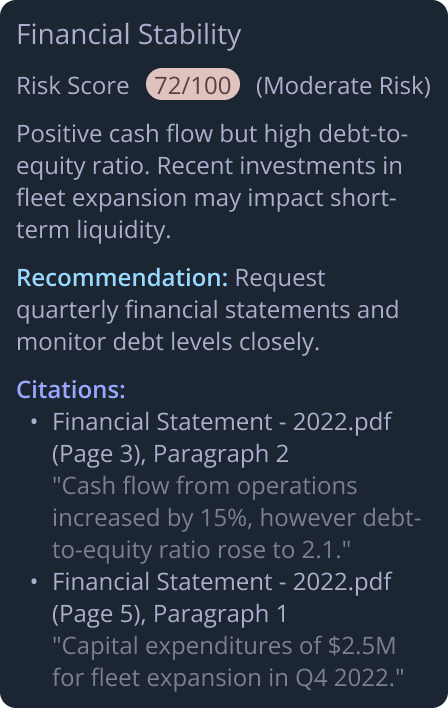 Financial Stability
Risk Score 72/100 (Moderate Risk)
Positive cash flow but high debt-to-
equity ratio. Recent investments in
fleet expansion may impact short-
term liquidity.
Recommendation: Request
quarterly financial statements and
monitor debt levels closely.
Citations:
• Financial Statement - 2022.pdf
(Page 3), Paragraph 2
"Cash flow from operations
increased by 15%, however debt-
to-equity ratio rose to 2.1."
• Financial Statement - 2022.pdf
(Page 5), Paragraph 1
"Capital expenditures of $2.5M
for fleet expansion in Q4 2022."